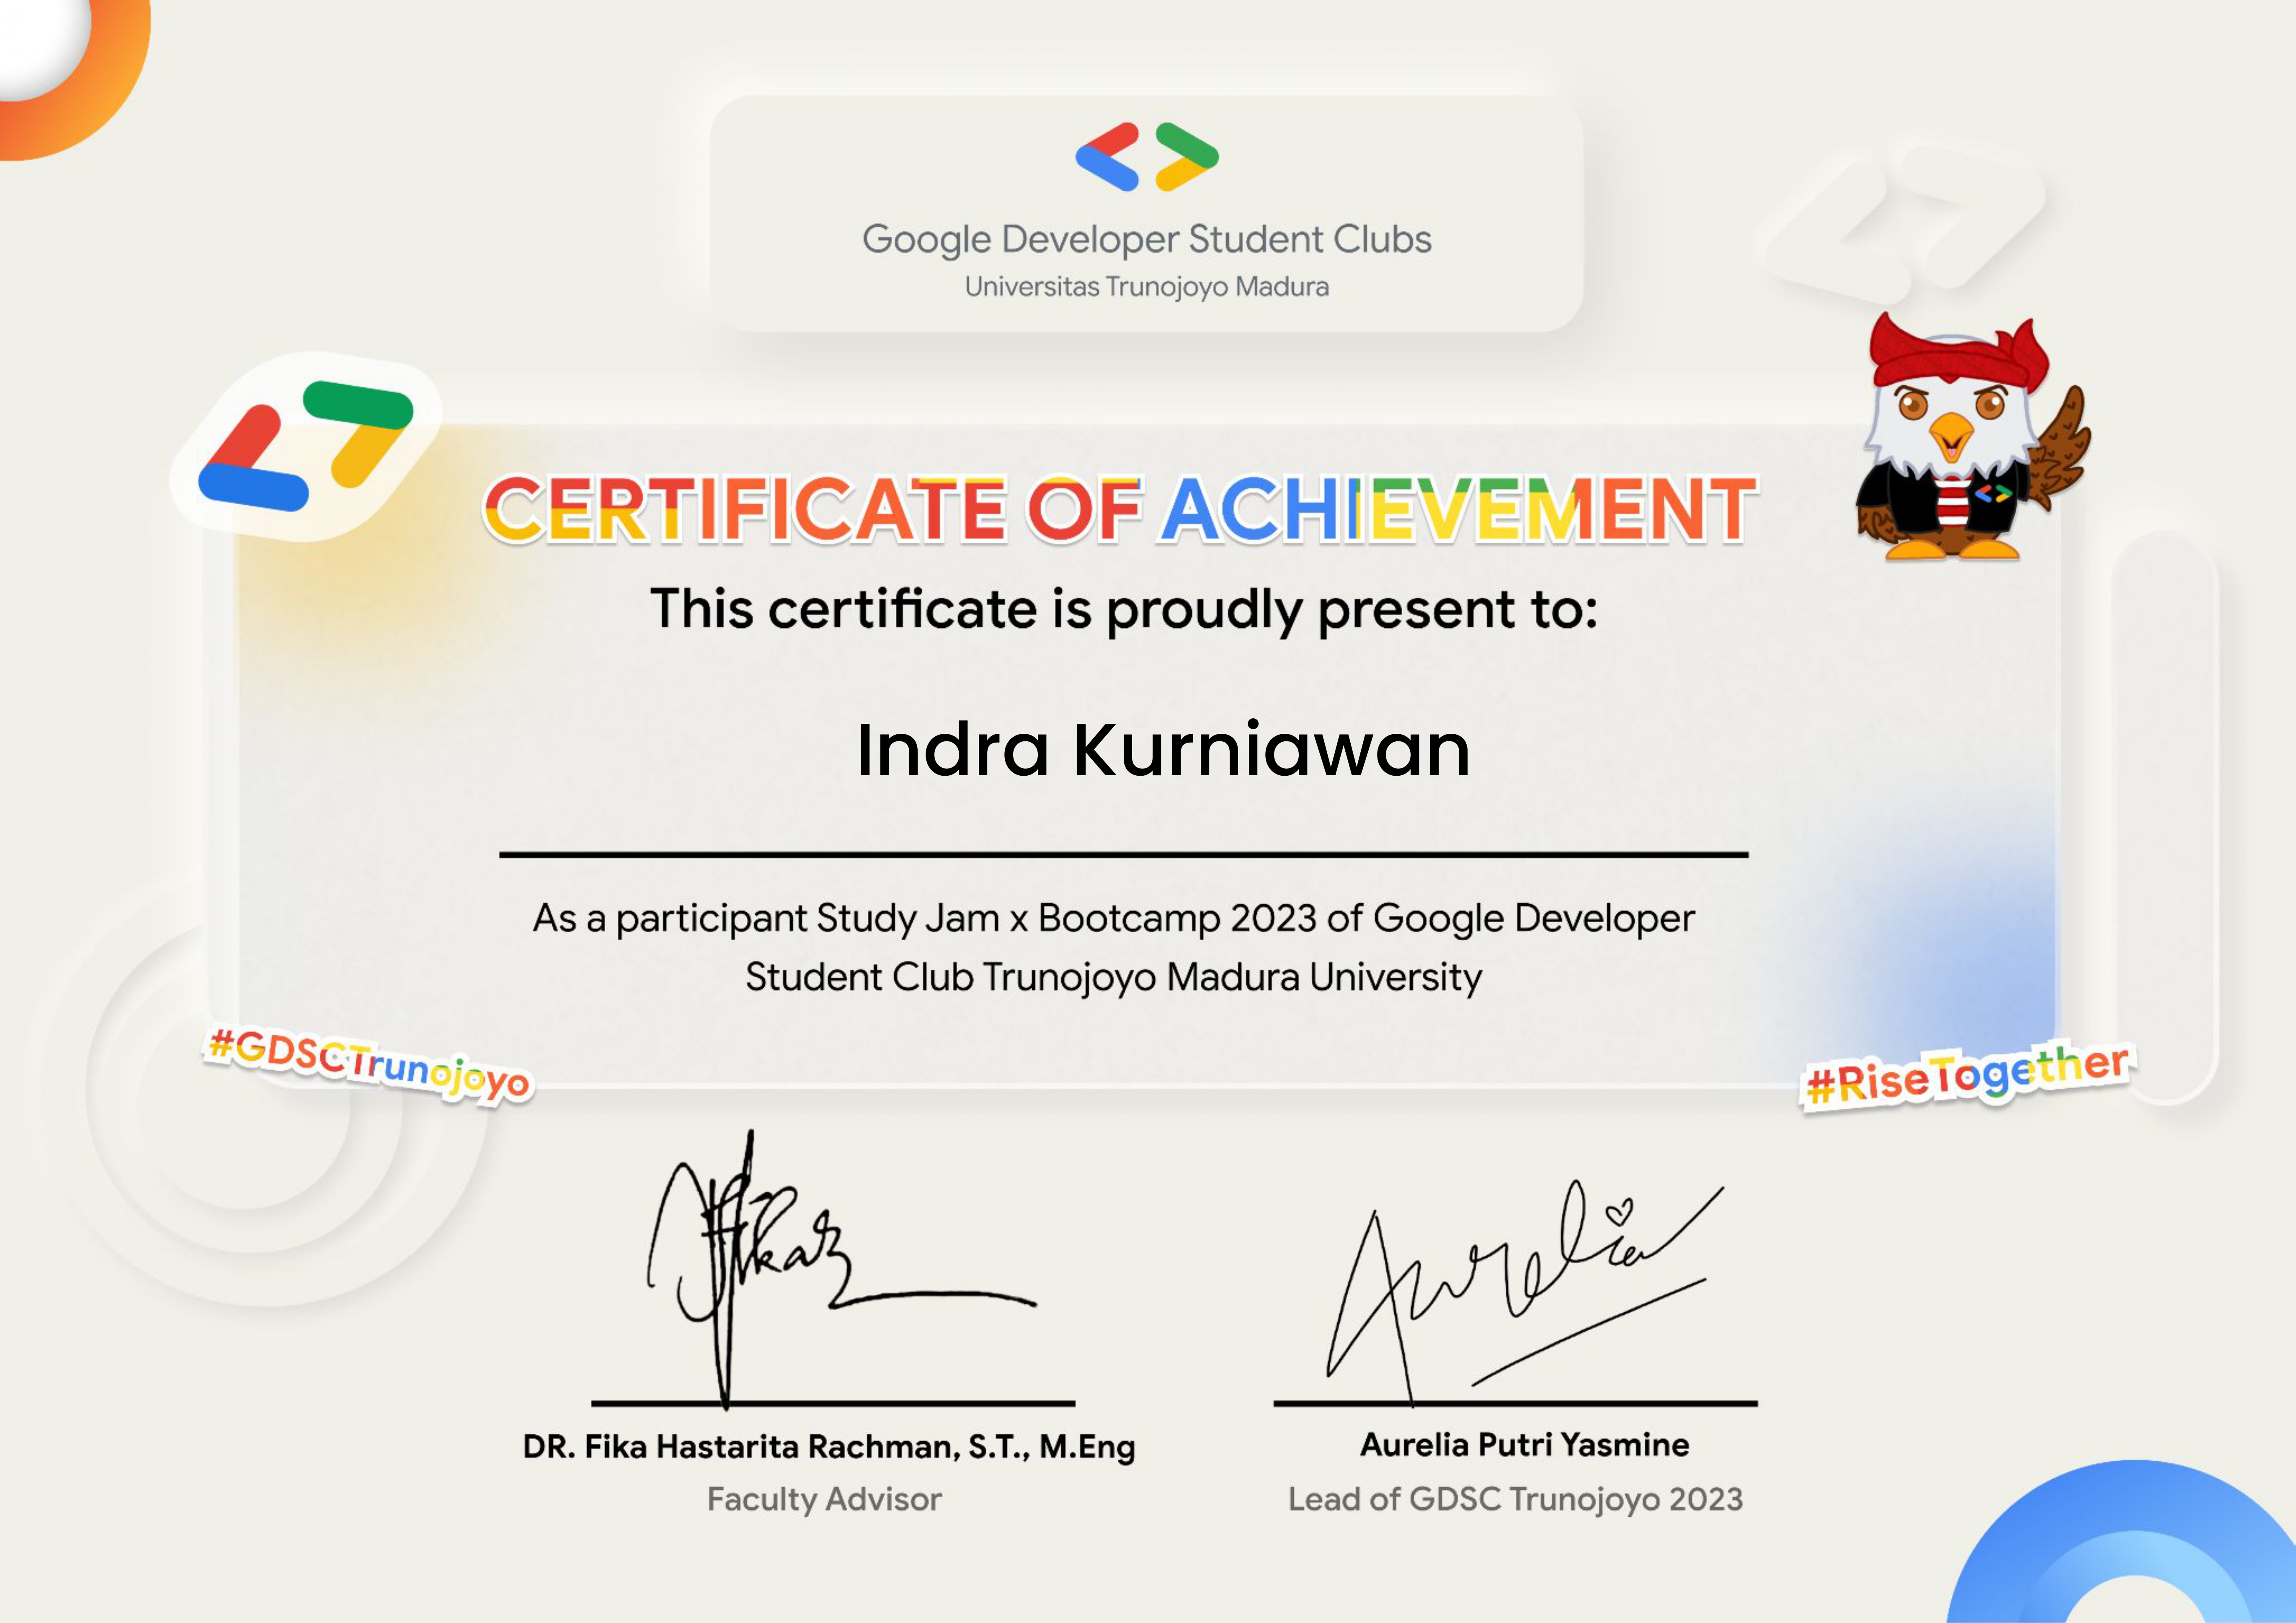 Google Developer Student Clubs
Universitas Trunojoyo Madura
CERTIFICATE OF ACHIEVEMENT
This certificate is proudly present to:
Indra Kurniawan
As a participant Study Jam x Bootcamp 2023 of Google Developer
Student Club Trunojoyo Madura University
#GDSCTrunojoyo
#RiseTogether
Aurelia
DR. Fika Hastarita Rachman, S.T., M.Eng
Faculty Advisor
Aurelia Putri Yasmine
Lead of GDSC Trunojoyo 2023